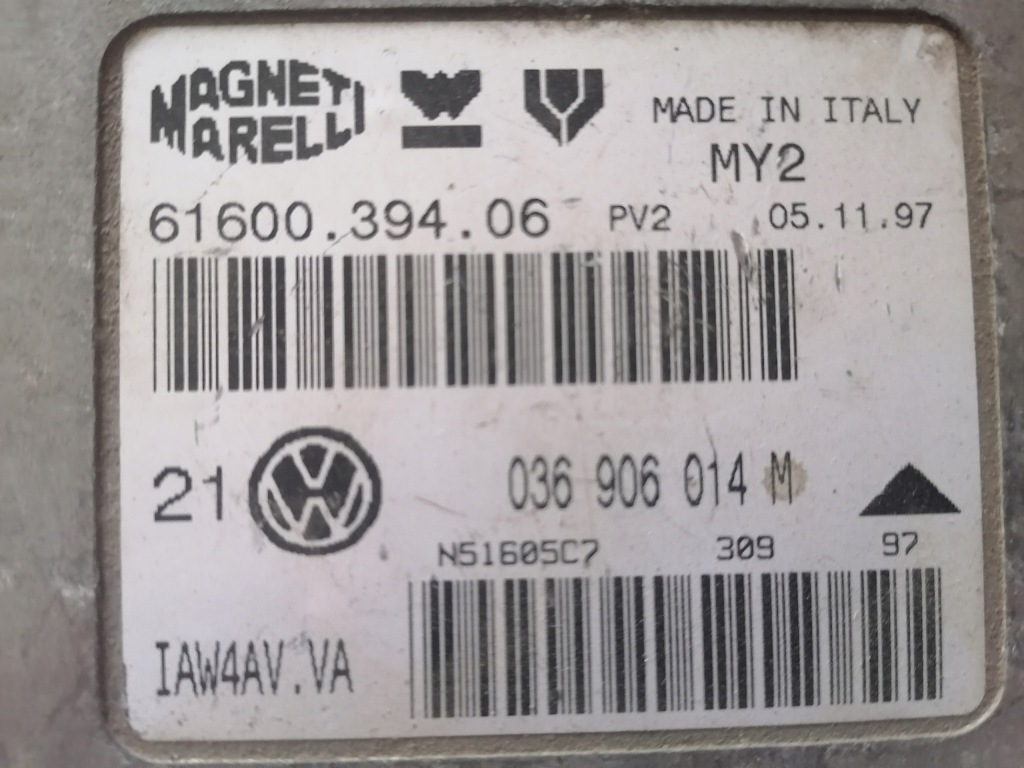 MAGNETI
MARELLI
MADE IN ITALY
MY2
61600.394.06 PV2 05.11.97
21 036 906 014 M
N51605C7 309 97
IAW4AV.VA